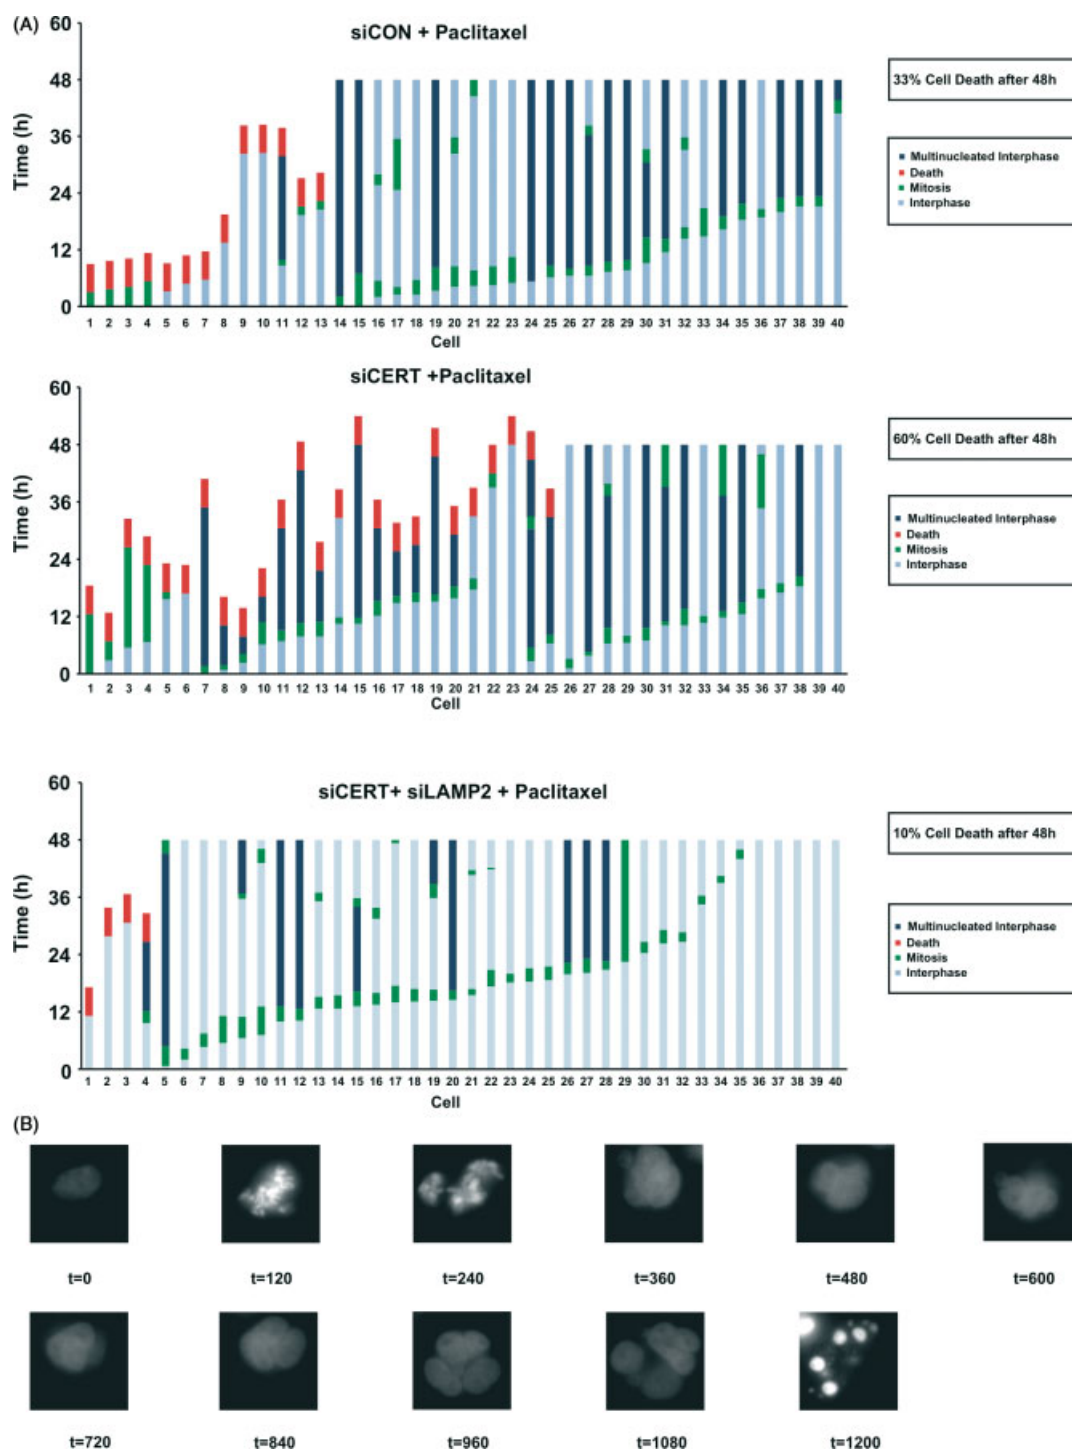 (A)
siCON + Paclitaxel
60
48
36
24
12
0
Time (h)
1 2 3 4 5 6 7 8 9 10 11 12 13 14 15 16 17 18 19 20 21 22 23 24 25 26 27 28 29 30 31 32 33 34 35 36 37 38 39 40
Cell
33% Cell Death after 48h
Multinucleated Interphase
Death
Mitosis
Interphase
siCERT +Paclitaxel
60
48
36
24
12
0
Time (h)
1 2 3 4 5 6 7 8 9 10 11 12 13 14 15 16 17 18 19 20 21 22 23 24 25 26 27 28 29 30 31 32 33 34 35 36 37 38 39 40
Cell
60% Cell Death after 48h
Multinucleated Interphase
Death
Mitosis
Interphase
siCERT+ siLAMP2 + Paclitaxel
60
48
36
24
12
0
Time (h)
1 2 3 4 5 6 7 8 9 10 11 12 13 14 15 16 17 18 19 20 21 22 23 24 25 26 27 28 29 30 31 32 33 34 35 36 37 38 39 40
Cell
10% Cell Death after 48h
Multinucleated Interphase
Death
Mitosis
Interphase
(B)
t=0 t=120 t=240 t=360 t=480 t=600
t=720 t=840 t=960 t=1080 t=1200